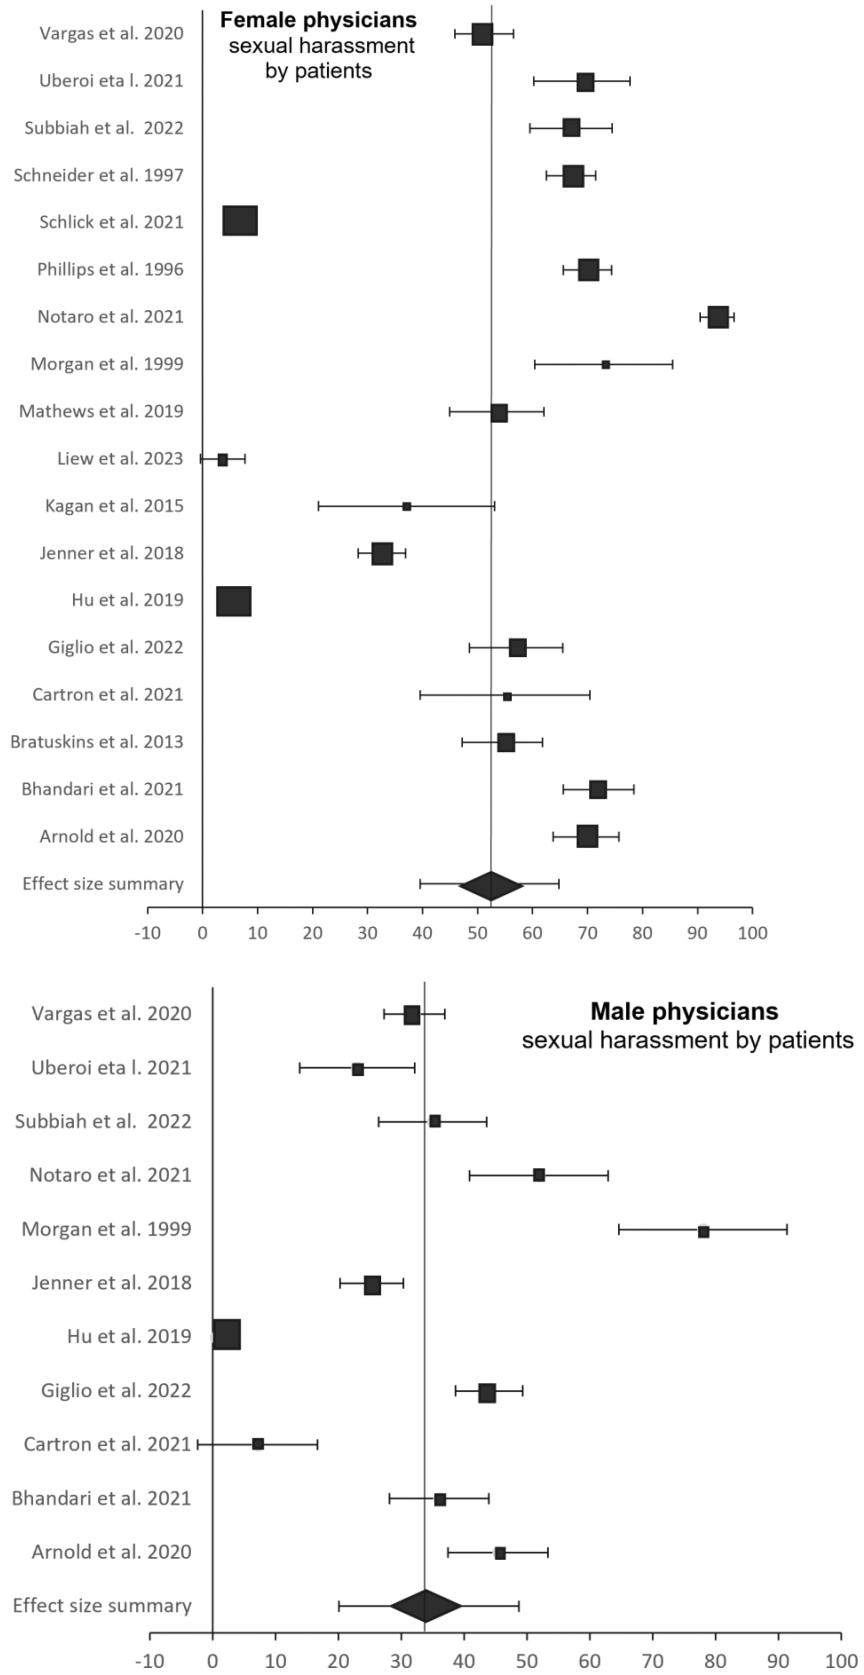 Female physicians
sexual harassment
by patients
Vargas et al. 2020
Uberoi eta l. 2021
Subbiah et al.  2022
Schneider et al. 1997
Schlick et al. 2021
Phillips et al. 1996
Notaro et al. 2021
Morgan et al. 1999
Mathews et al. 2019
Liew et al. 2023
Kagan et al. 2015
Jenner et al. 2018
Hu et al. 2019
Giglio et al. 2022
Cartron et al. 2021
Bratuskins et al. 2013
Bhandari et al. 2021
Arnold et al. 2020
Effect size summary
-10 0 10 20 30 40 50 60 70 80 90 100
Male physicians
sexual harassment by patients
Vargas et al. 2020
Uberoi eta l. 2021
Subbiah et al.  2022
Notaro et al. 2021
Morgan et al. 1999
Jenner et al. 2018
Hu et al. 2019
Giglio et al. 2022
Cartron et al. 2021
Bhandari et al. 2021
Arnold et al. 2020
Effect size summary
-10 0 10 20 30 40 50 60 70 80 90 100